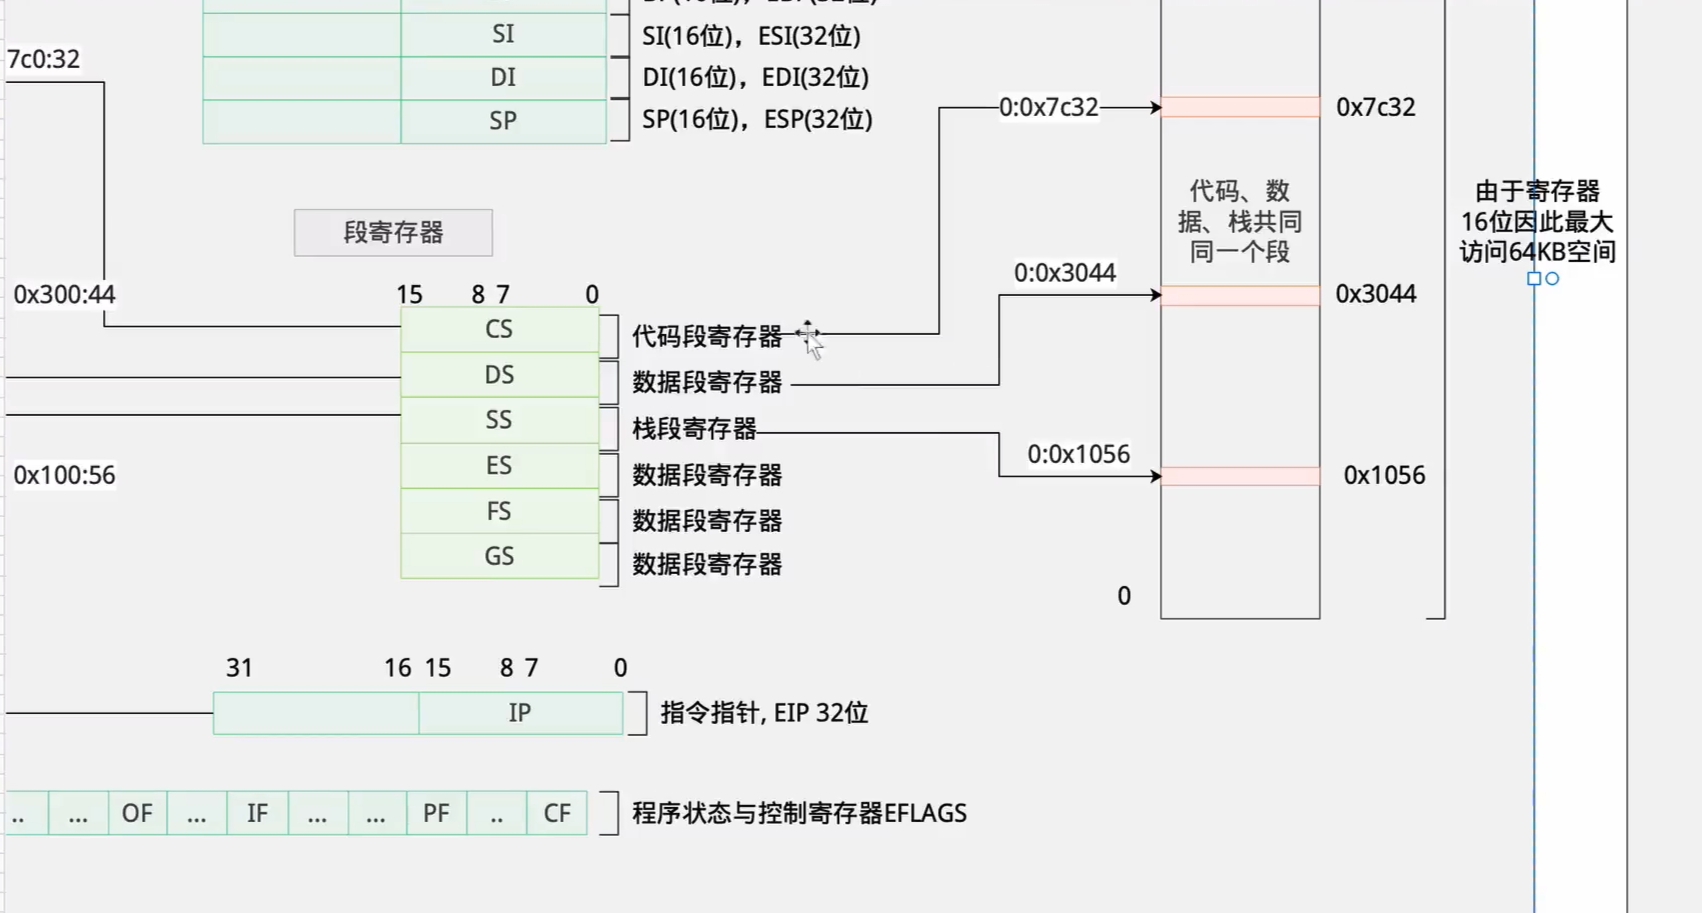 SI
SI(16位)，ESI(32位)
7c0:32
DI
DI(16位)，EDI(32位)
SP
SP(16位)，ESP(32位)
0:0x7c32
0x7c32
代码、数
据、栈共同
同一个段
由于寄存器
16位因此最大
访问64KB空间
段寄存器
0:0x3044
0x3044
0x300:44
15 8 7 0
CS
代码段寄存器
DS
数据段寄存器
SS
栈段寄存器
0:0x1056
0x1056
0x100:56
ES
数据段寄存器
FS
数据段寄存器
GS
数据段寄存器
0
31 16 15 8 7 0
IP
指令指针, EIP 32位
.. ... OF ... IF ... ... PF .. CF
程序状态与控制寄存器EFLAGS